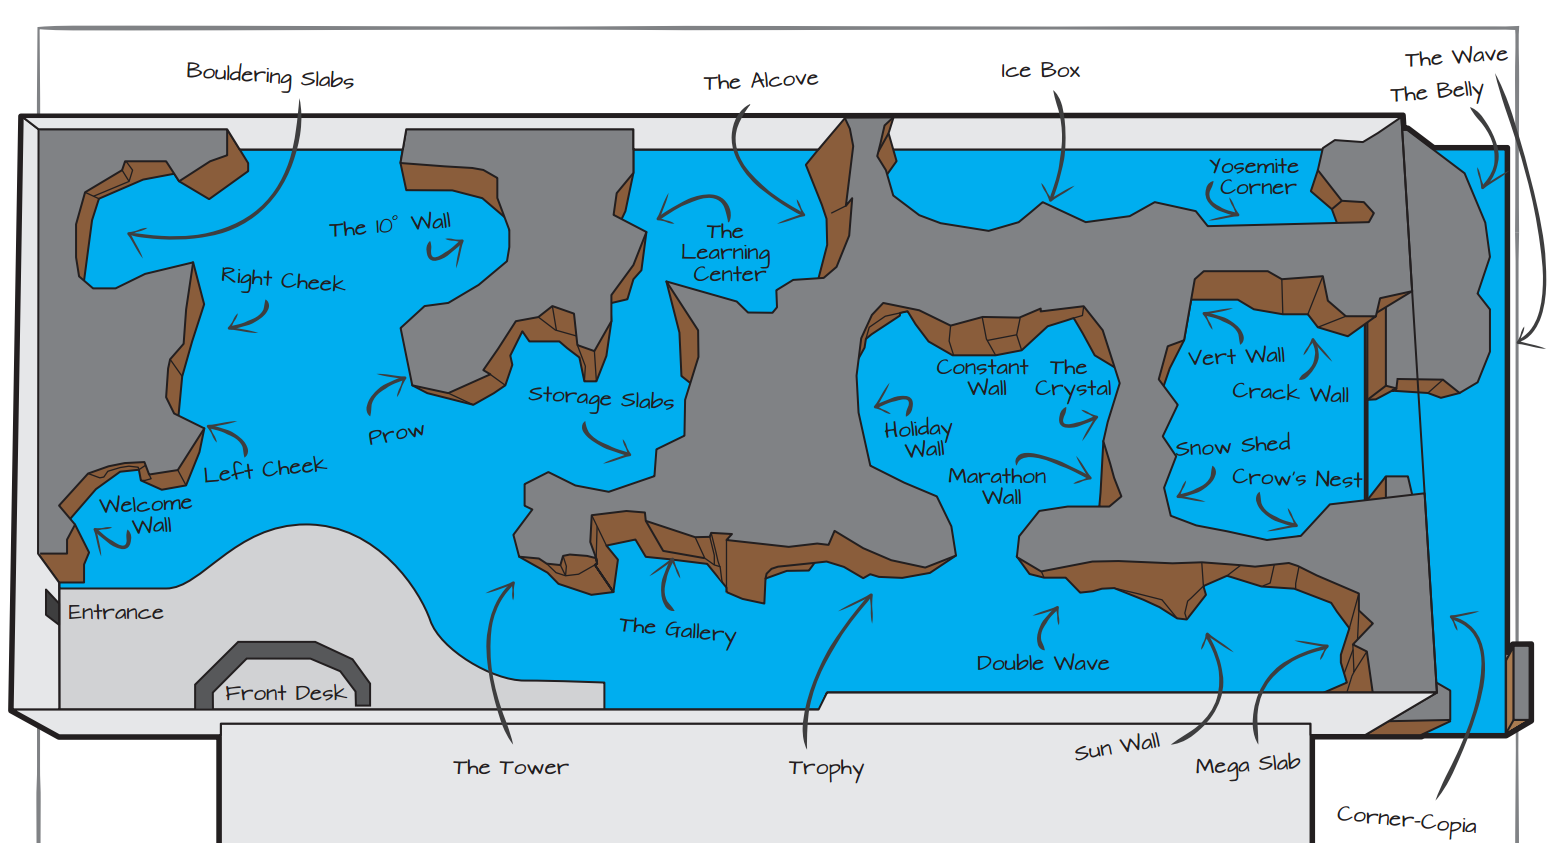 Bouldering Slabs
The Alcove
Ice Box
The Wave
The Belly
Yosemite
Corner
The 10° Wall
The
Learning
Center
Right Cheek
Vert Wall
Crack Wall
Constant
Wall
The
Crystal
Storage Slabs
Prow
Holiday
Wall
Left Cheek
Snow Shed
Crow's Nest
Marathon
Wall
Welcome
Wall
Entrance
The Gallery
Double Wave
Front Desk
The Tower
Trophy
Sun Wall
Mega Slab
Corner-Copia